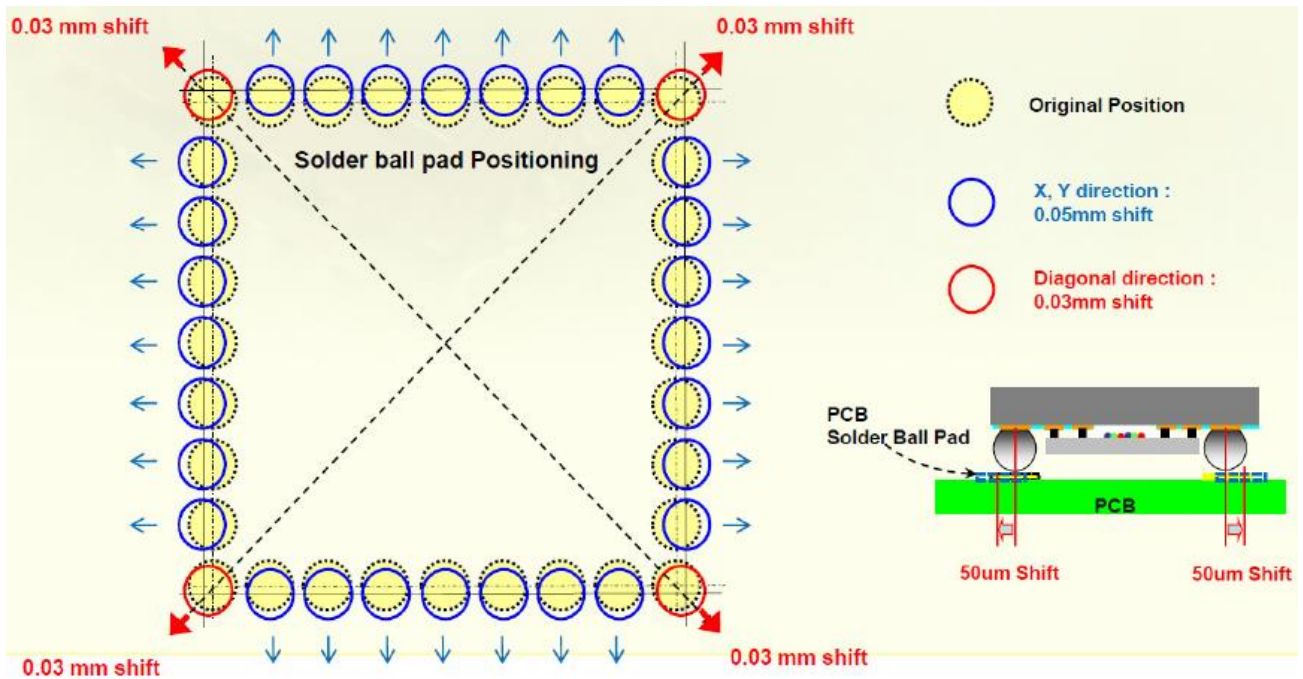 0.03 mm shift
0.03 mm shift
Original Position
Solder ball pad Positioning
X, Y direction :
0.05mm shift
Diagonal direction :
0.03mm shift
PCB
Solder Ball Pad
PCB
50um Shift
50um Shift
0.03 mm shift
0.03 mm shift